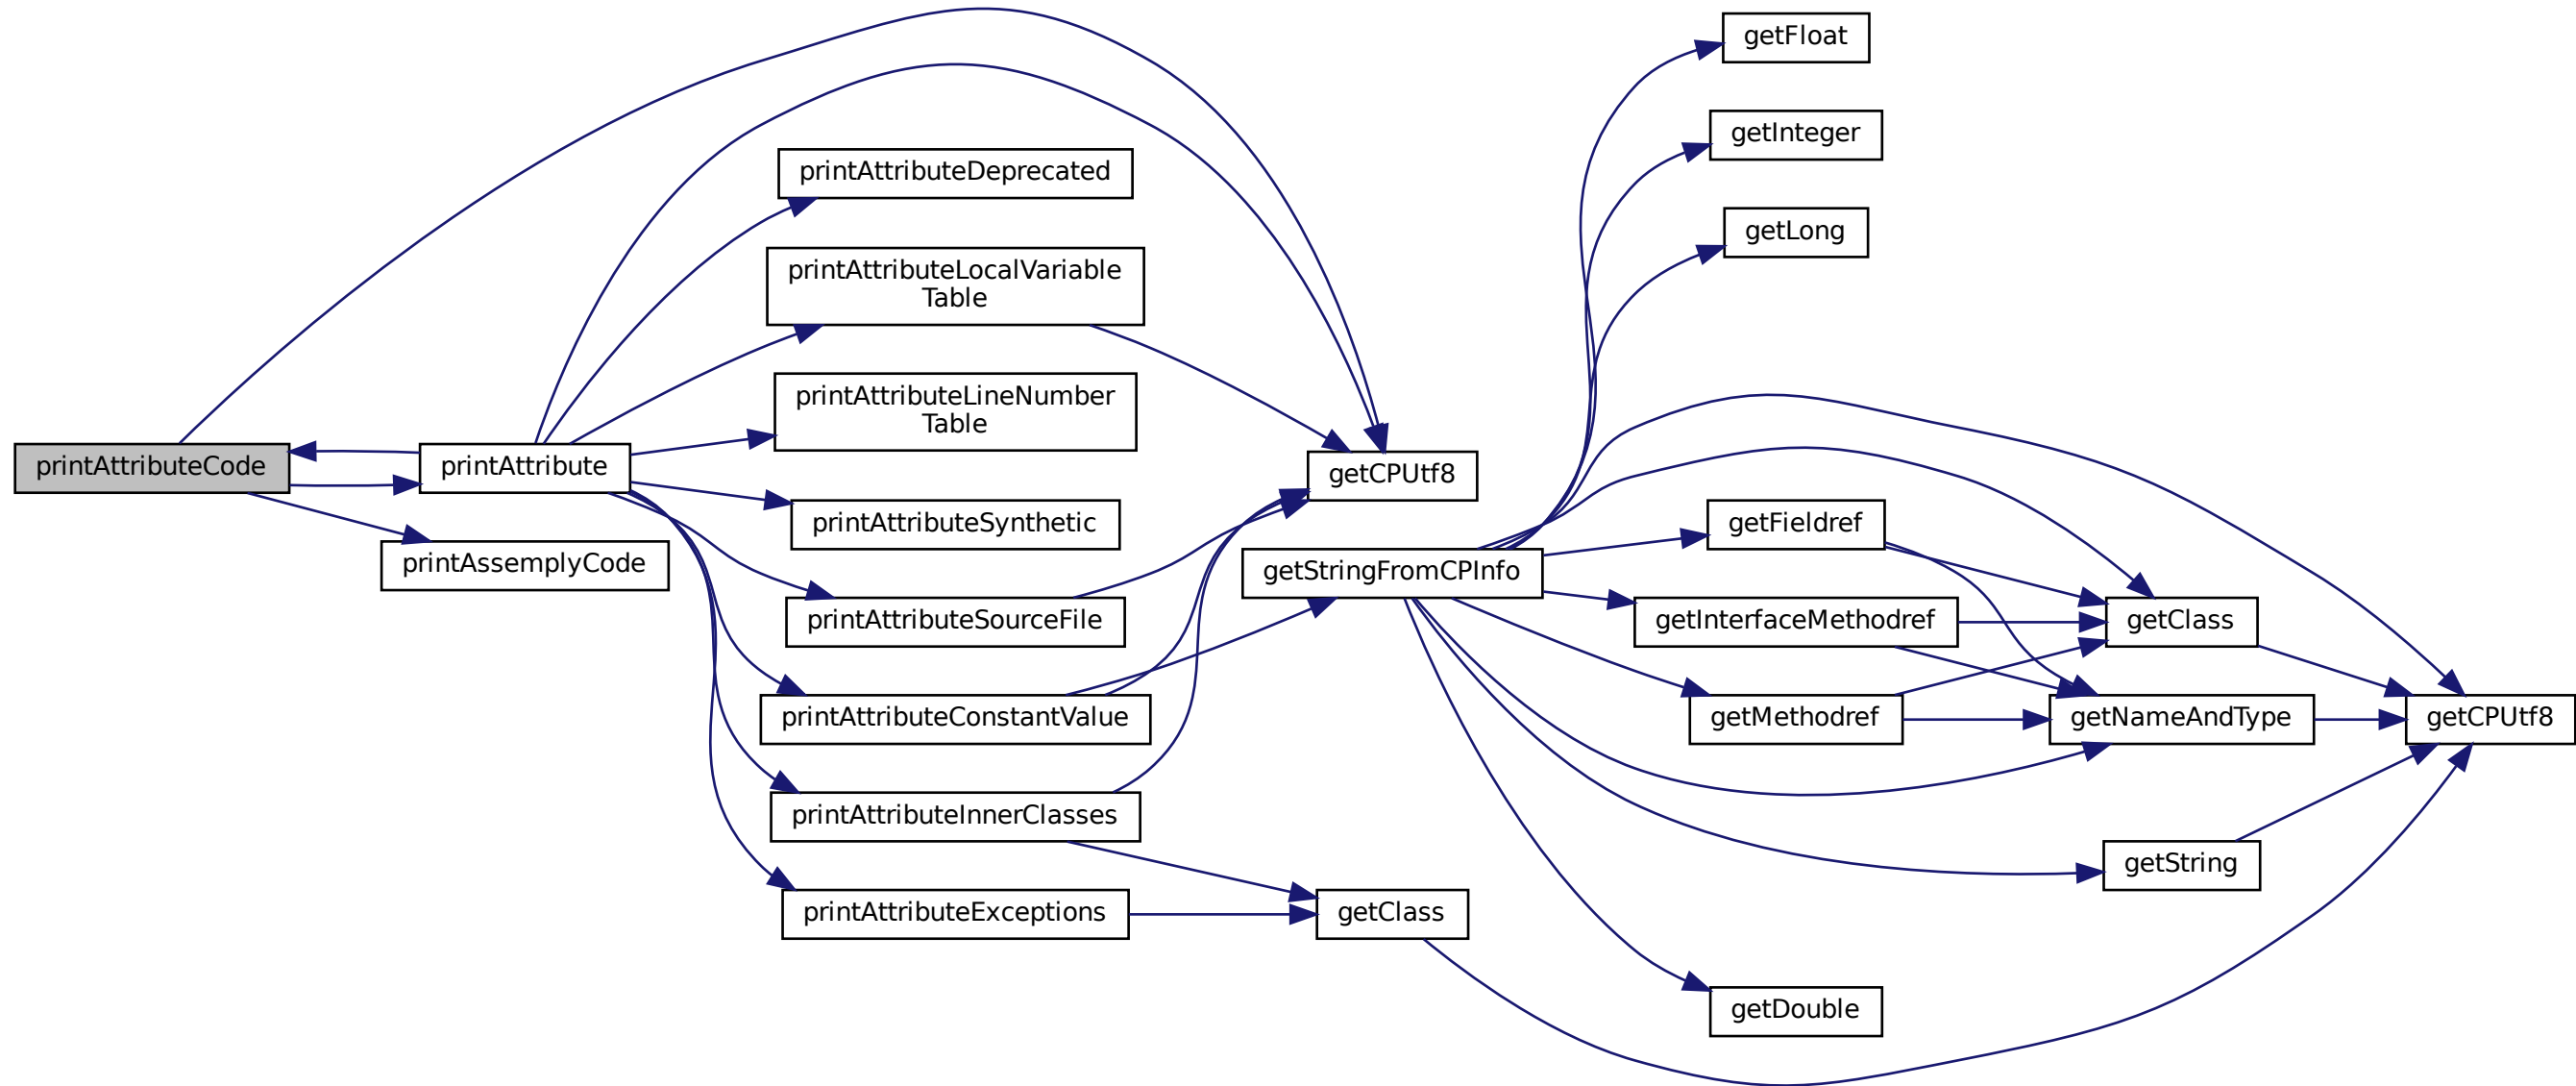 getFloat
getInteger
printAttributeDeprecated
getLong
printAttributeLocalVariable
Table
printAttributeLineNumber
Table
printAttributeCode
printAttribute
getCPUtf8
printAttributeSynthetic
getFieldref
printAssemplyCode
getStringFromCPInfo
printAttributeSourceFile
getInterfaceMethodref
getClass
printAttributeConstantValue
getMethodref
getNameAndType
getCPUtf8
printAttributeInnerClasses
getString
printAttributeExceptions
getClass
getDouble